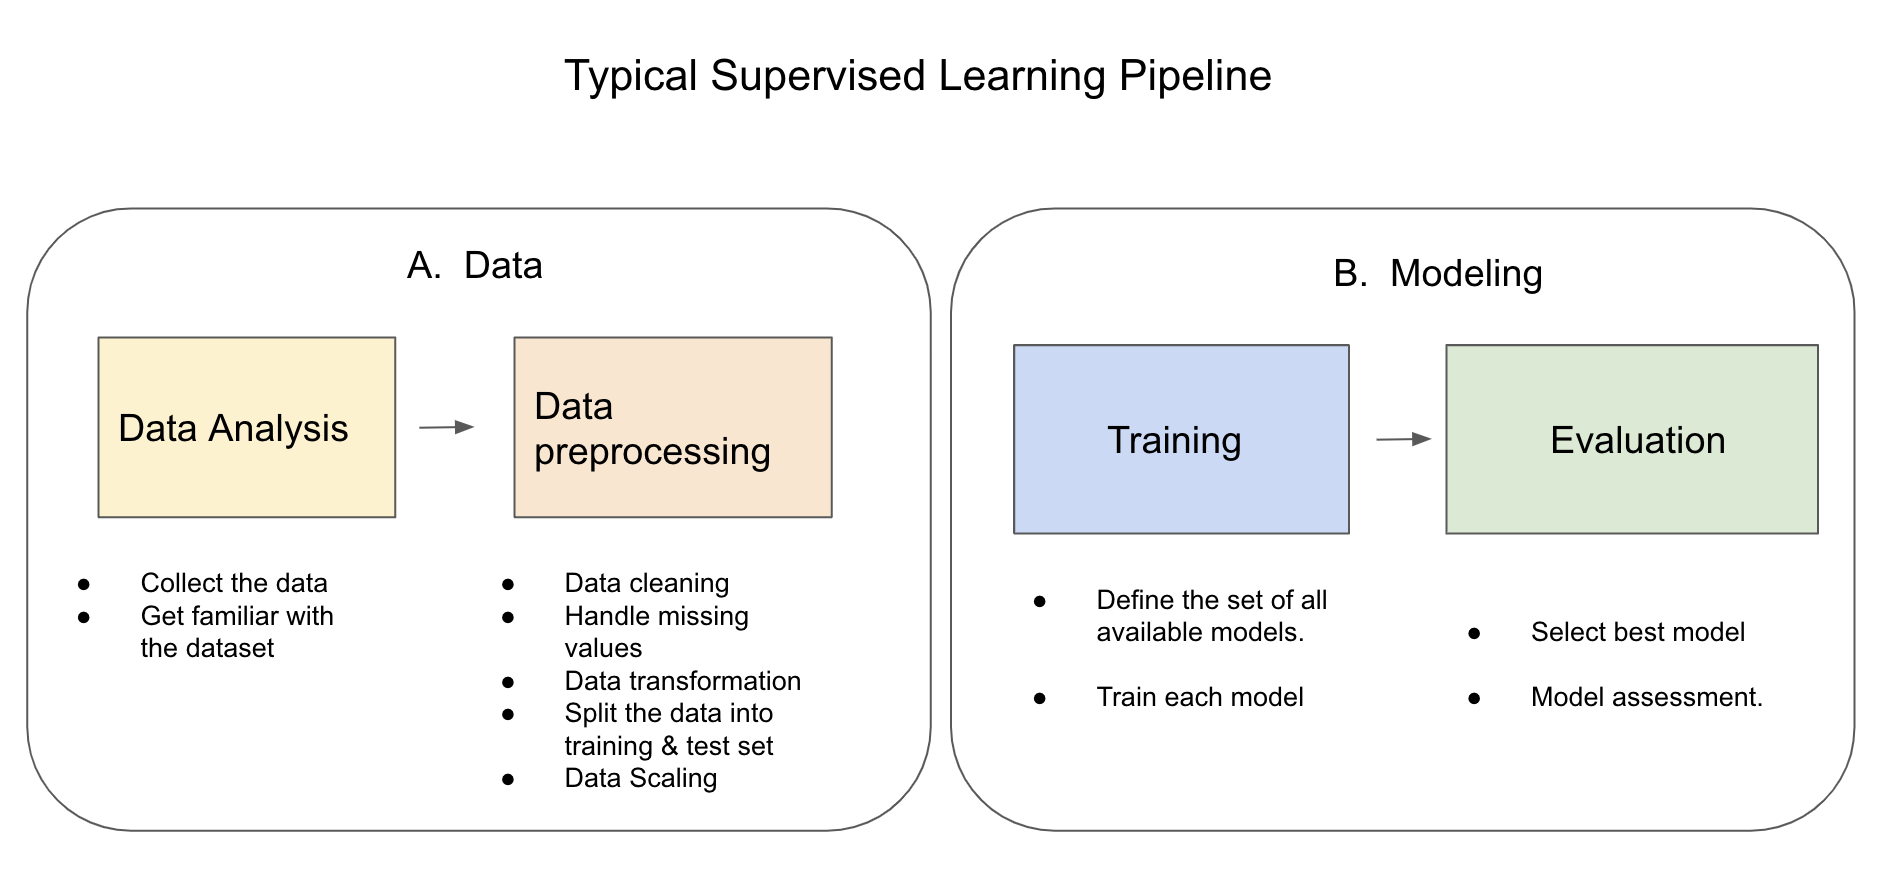 Typical Supervised Learning Pipeline
A. Data
Data Analysis
Data
preprocessing
● Collect the data
● Get familiar with
the dataset
● Data cleaning
● Handle missing
values
● Data transformation
● Split the data into
training & test set
● Data Scaling
B. Modeling
Training
Evaluation
● Define the set of all
available models.
● Train each model
● Select best model
● Model assessment.